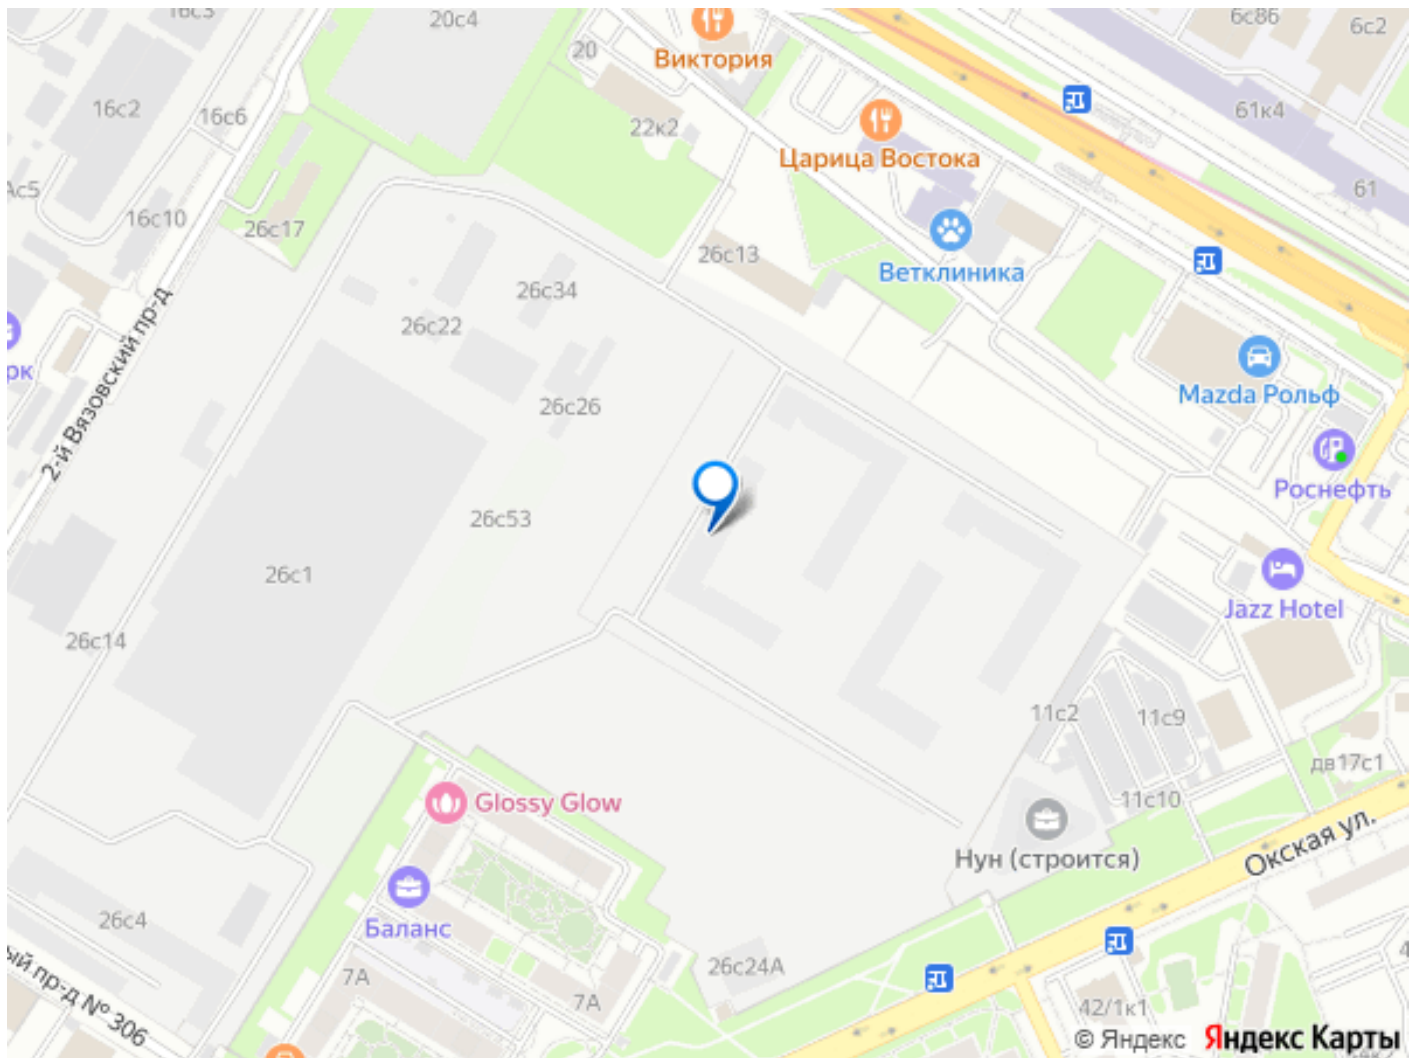 16с3
20с4
6с86
6с2
20
Виктория
16с2
16с6
22к2
61к4
Царица Востока
Ас5
61
16с10
26с17
26с13
Ветклиника
26с34
26с22
2-й Вязовский пр-д
рк
Mazda Рольф
26с26
Роснефть
26с53
26с1
Jazz Hotel
26с14
11с2
11с9
дв17с1
Glossy Glow
11с10
Окская ул.
Нун (строится)
Баланс
26с4
26с24А
7А
7А
ый пр-д № 306
42/1к1
© Яндекс Яндекс Карты